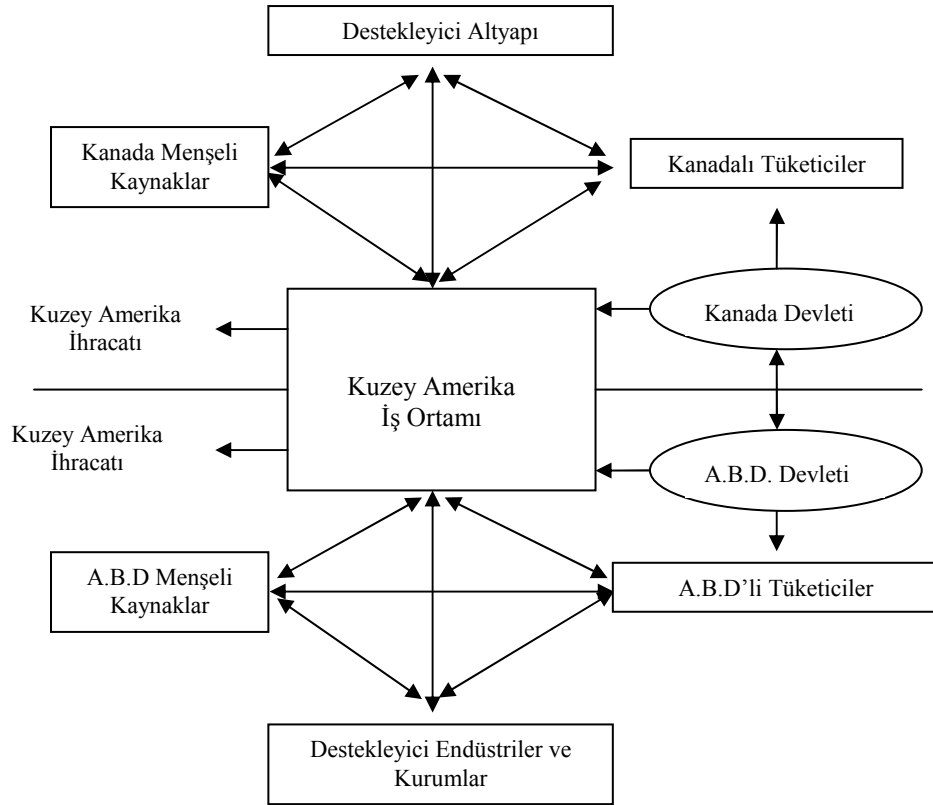 Destekleyici Altyapı
Kanada Menşeli
Kaynaklar
Kanadalı Tüketiciler
Kuzey Amerika
İhracatı
Kanada Devleti
Kuzey Amerika
İş Ortamı
Kuzey Amerika
İhracatı
A.B.D. Devleti
A.B.D Menşeli
Kaynaklar
A.B.D’li Tüketiciler
Destekleyici Endüstriler ve
Kurumlar